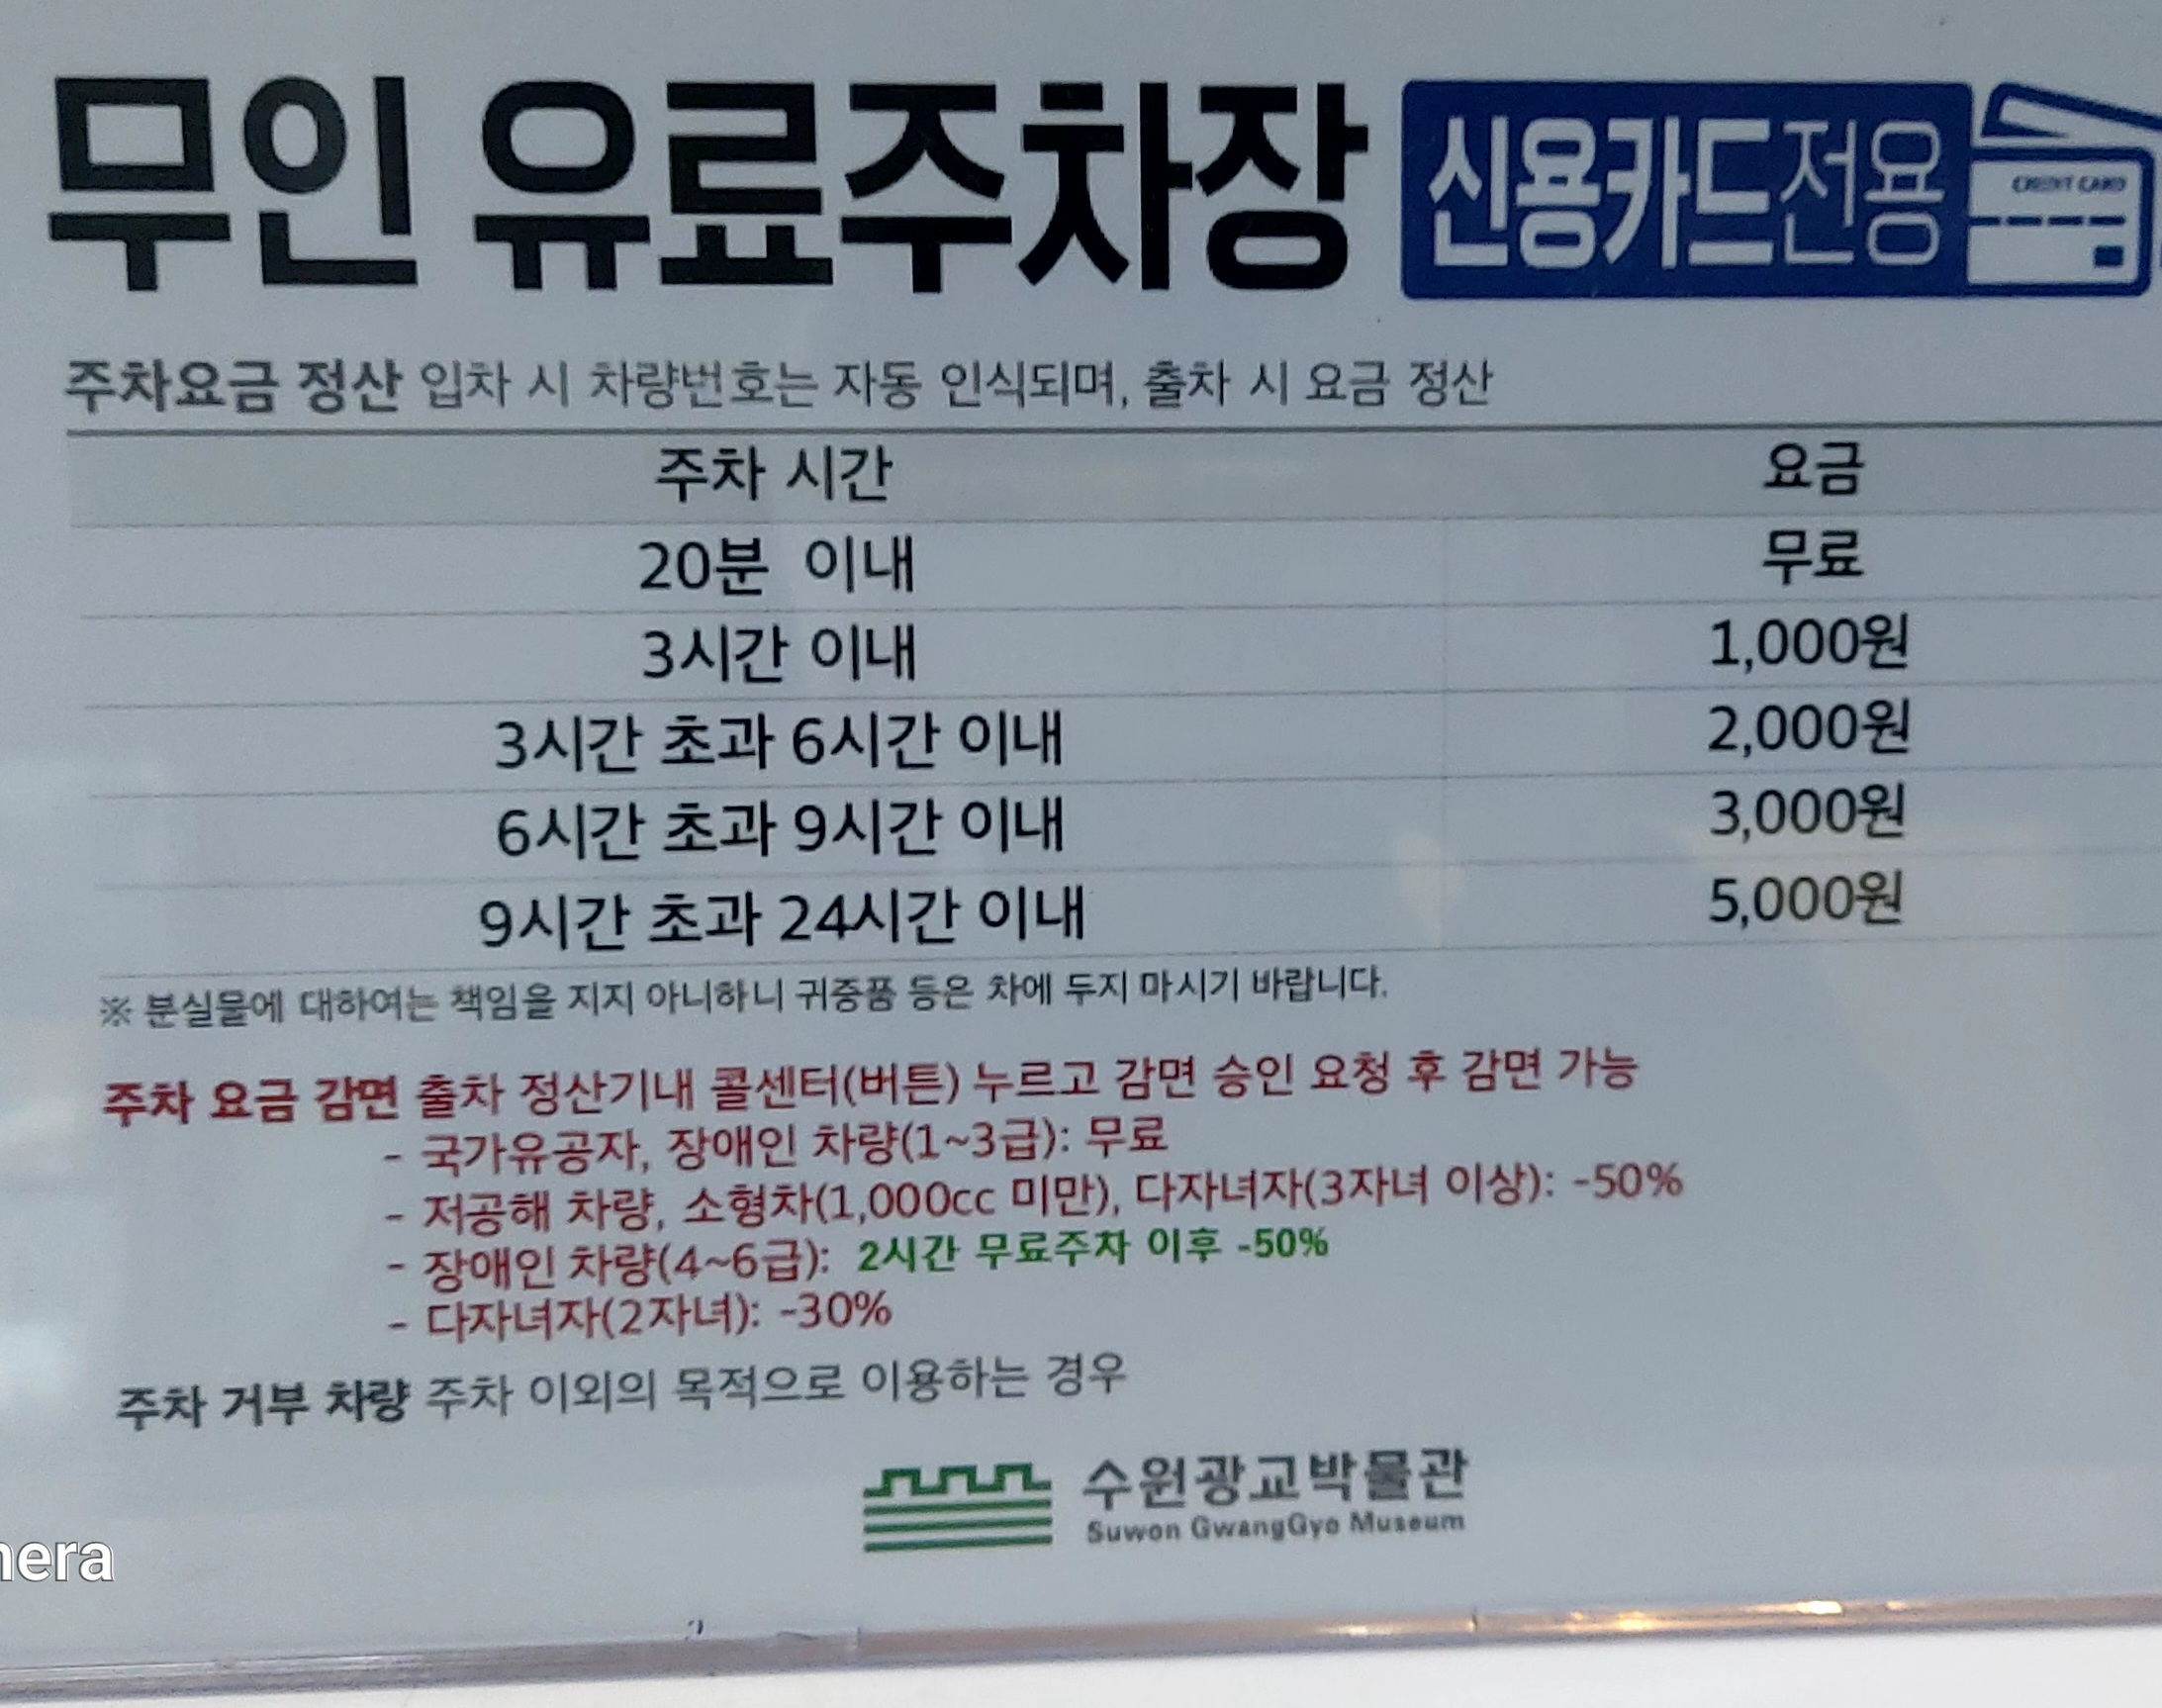 무인 유료주차장 신용카드전용
CREDIT CARD
주차요금 정산 입차 시 차량번호는 자동 인식되며, 출차 시 요금 정산
주차 시간 요금
20분 이내 무료
3시간 이내 1,000원
3시간 초과 6시간 이내 2,000원
6시간 초과 9시간 이내 3,000원
9시간 초과 24시간 이내 5,000원
※ 분실물에 대하여는 책임을 지지 아니하니 귀중품 등은 차에 두지 마시기 바랍니다.
주차 요금 감면 출차 정산기내 콜센터(버튼) 누르고 감면 승인 요청 후 감면 가능
- 국가유공자, 장애인 차량(1~3급): 무료
- 저공해 차량, 소형차(1,000cc 미만), 다자녀자(3자녀 이상): -50%
- 장애인 차량(4~6급): 2시간 무료주차 이후 -50%
- 다자녀자(2자녀): -30%
주차 거부 차량 주차 이외의 목적으로 이용하는 경우
수원광교박물관
Suwon GwangGyo Museum